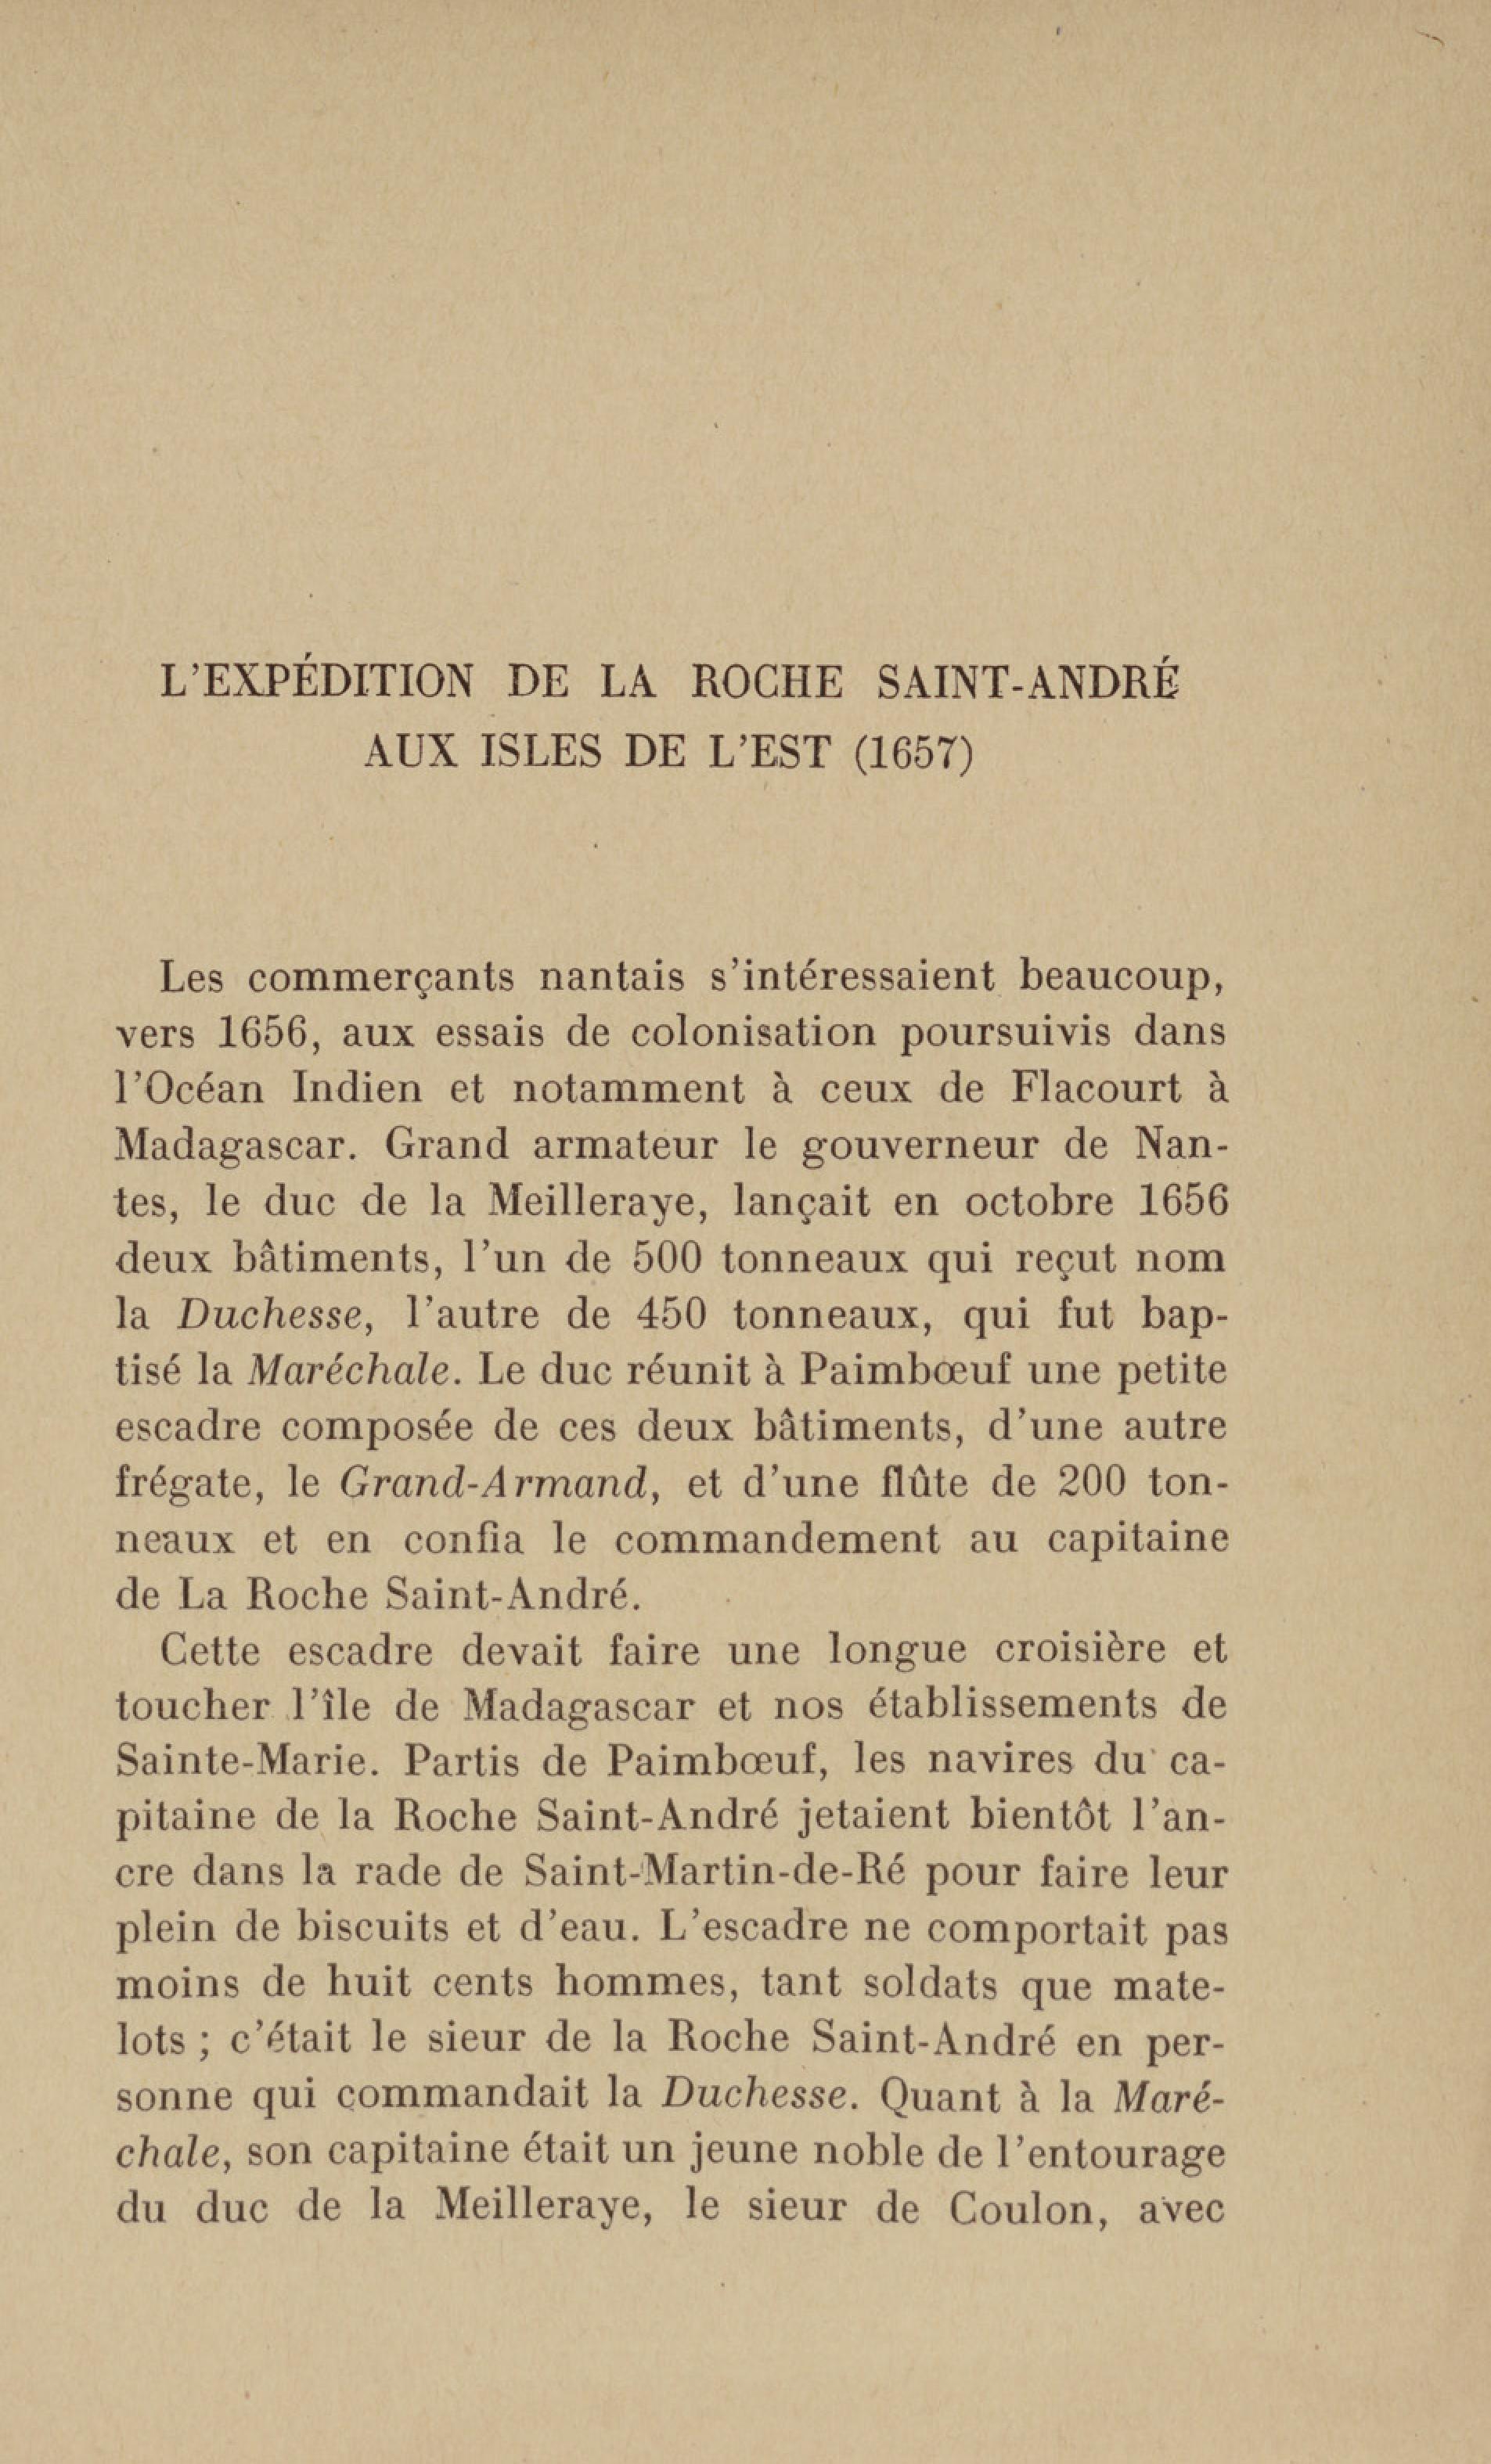 L'EXPÉDITION DE LA ROCHE SAINT-ANDRÉ
AUX ISLES DE L'EST (1657)
Les commerçants nantais s'intéressaient beaucoup,
vers 1656, aux essais de colonisation poursuivis dans
l'Océan Indien et notamment à ceux de Flacourt à
Madagascar. Grand armateur le gouverneur de Nan-
tes, le duc de la Meilleraye, lançait en octobre 1656
deux bâtiments, l'un de 500 tonneaux qui reçut nom
la Duchesse, l'autre de 450 tonneaux, qui fut bap-
tisé la Maréchale. Le duc réunit à Paimbœuf une petite
escadre composée de ces deux bâtiments, d'une autre
frégate, le Grand-Armand, et d'une flûte de 200 ton-
neaux et en confia le commandement au capitaine
de La Roche Saint-André.
Cette escadre devait faire une longue croisière et
toucher l'île de Madagascar et nos établissements de
Sainte-Marie. Partis de Paimbœuf, les navires du ca-
pitaine de la Roche Saint-André jetaient bientôt l'an-
cre dans la rade de Saint-Martin-de-Ré pour faire leur
plein de biscuits et d'eau. L'escadre ne comportait pas
moins de huit cents hommes, tant soldats que mate-
lots ; c'était le sieur de la Roche Saint-André en per-
sonne qui commandait la Duchesse. Quant à la Maré-
chale, son capitaine était un jeune noble de l'entourage
du duc de la Meilleraye, le sieur de Coulon, avec